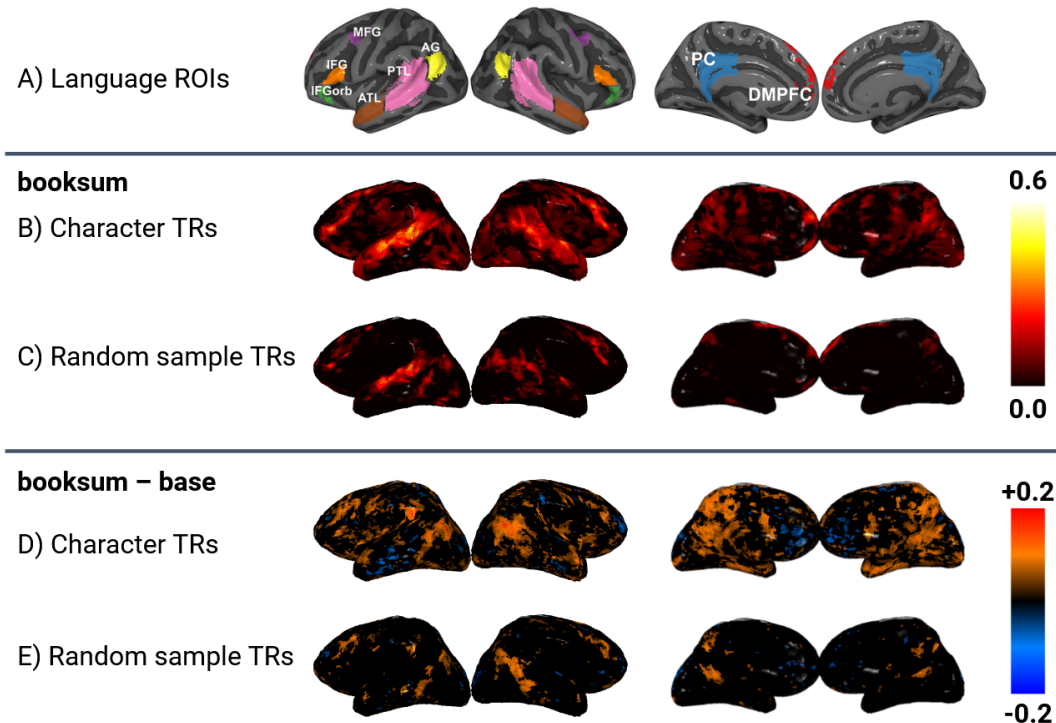 A) Language ROIs
MFG
AG
IFG
PTL
IFGorb
ATL
PC
DMPFC
booksum
B) Character TRs
0.6
C) Random sample TRs
0.0
booksum – base
+0.2
D) Character TRs
E) Random sample TRs
-0.2